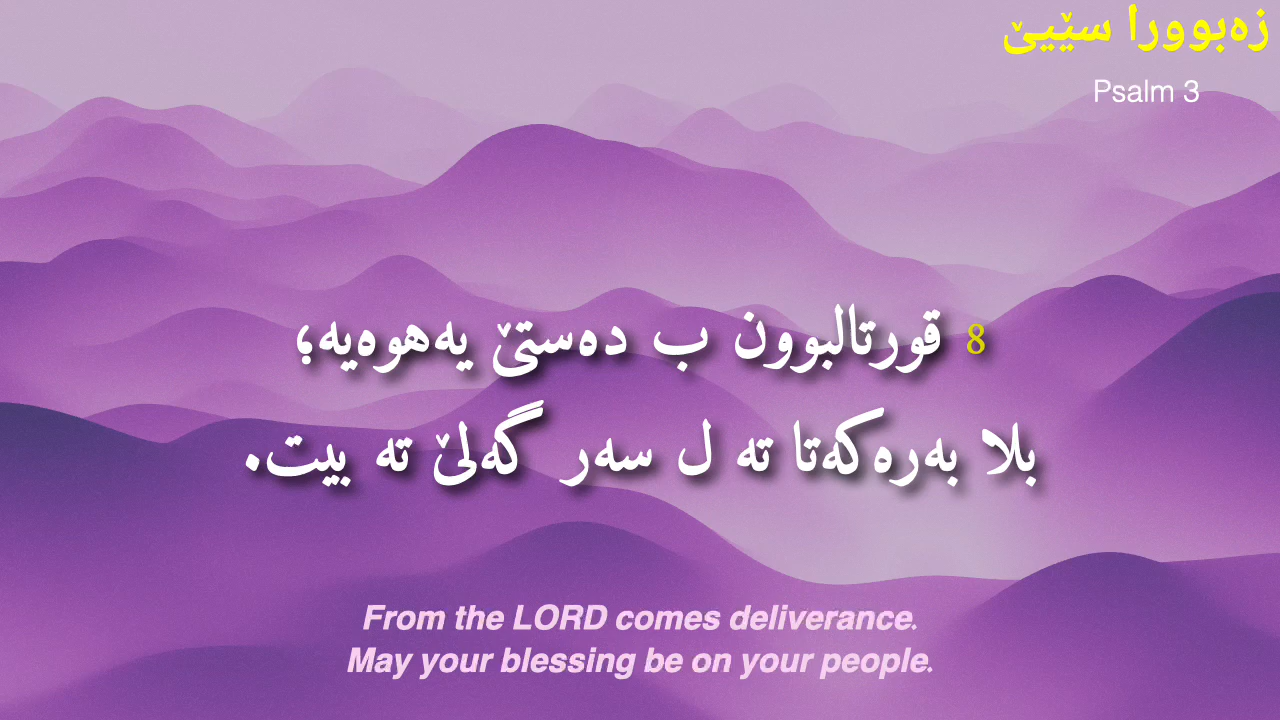 زەبوورا سێیێ
Psalm 3
8 قورتالبوون ب دەستێ یەهوەیە؛
بلا بەرەکەتا تە ل سەر گەلێ تە بیت.
From the LORD comes deliverance.
May your blessing be on your people.